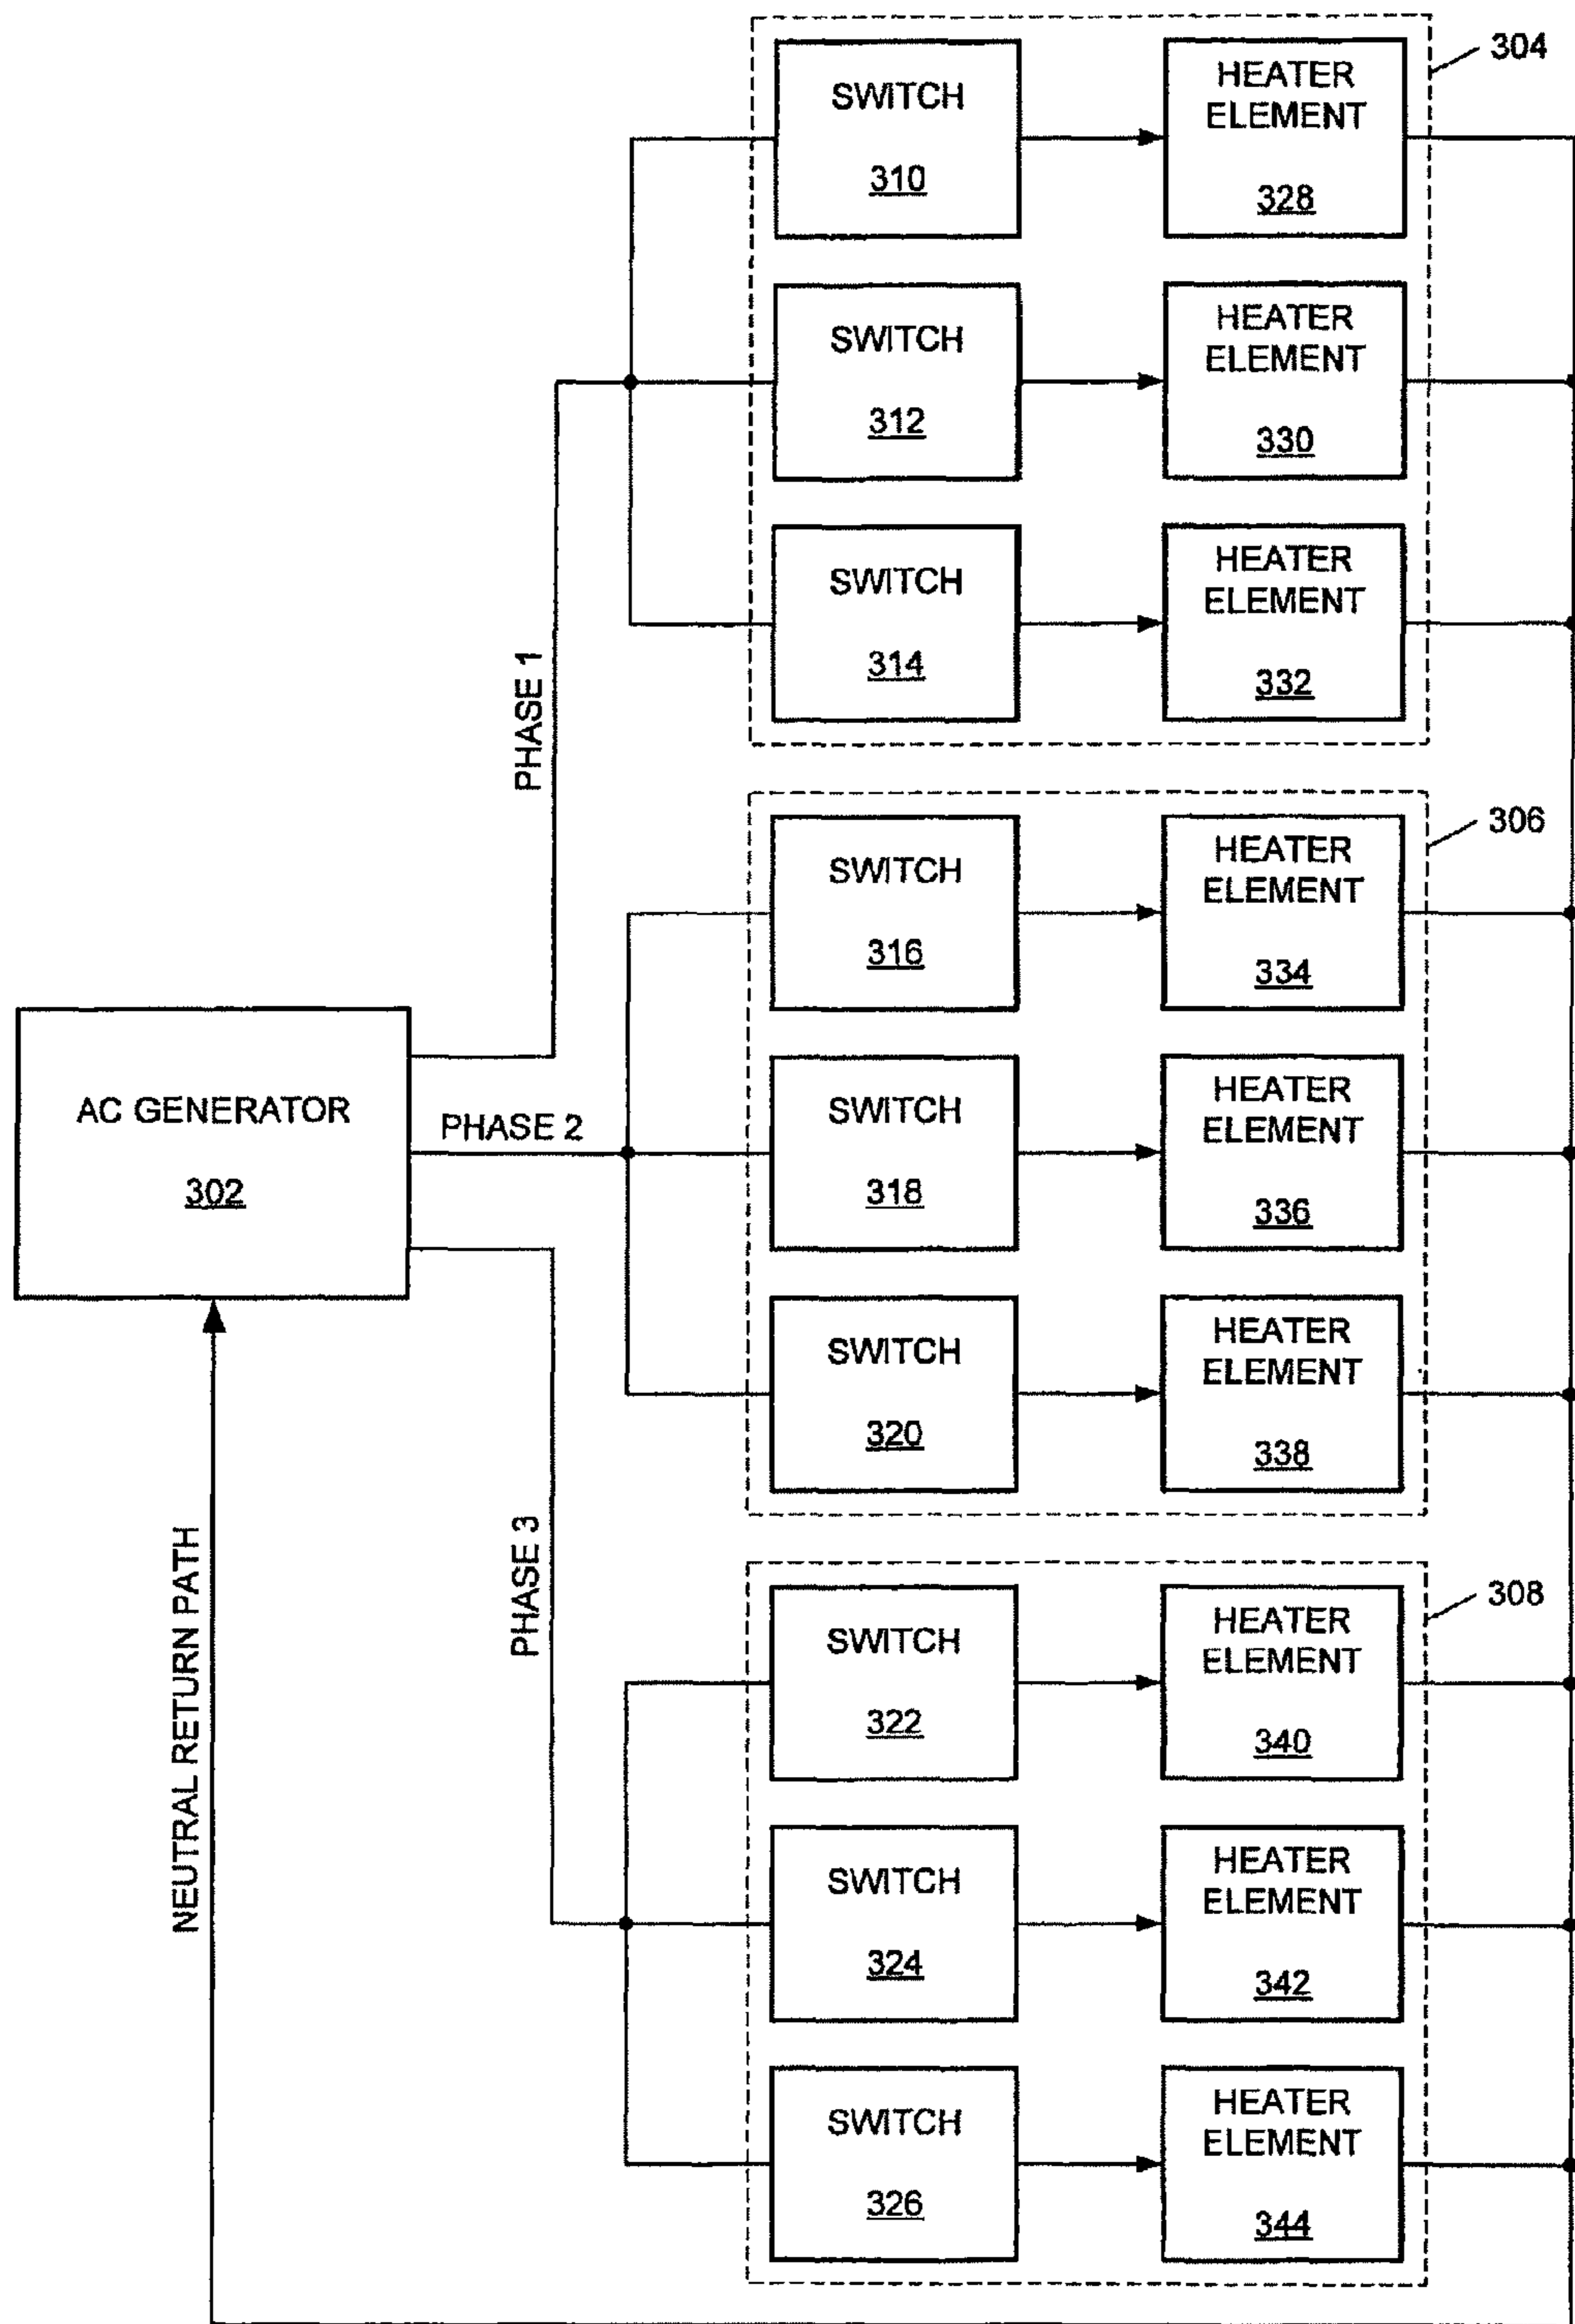 SWITCH
310
HEATER
ELEMENT
328
304
SWITCH
312
HEATER
ELEMENT
330
SWITCH
314
HEATER
ELEMENT
332
PHASE 1
SWITCH
316
HEATER
ELEMENT
334
306
AC GENERATOR
302
PHASE 2
SWITCH
318
HEATER
ELEMENT
336
SWITCH
320
HEATER
ELEMENT
338
NEUTRAL RETURN PATH
PHASE 3
SWITCH
322
HEATER
ELEMENT
340
308
SWITCH
324
HEATER
ELEMENT
342
SWITCH
326
HEATER
ELEMENT
344